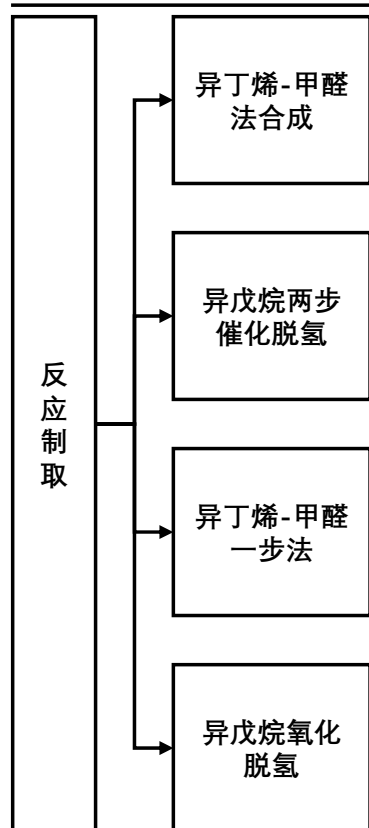 反
应
制
取
异丁烯-甲醛
法合成
异戊烷两步
催化脱氢
异丁烯-甲醛
一步法
异戊烷氧化
脱氢